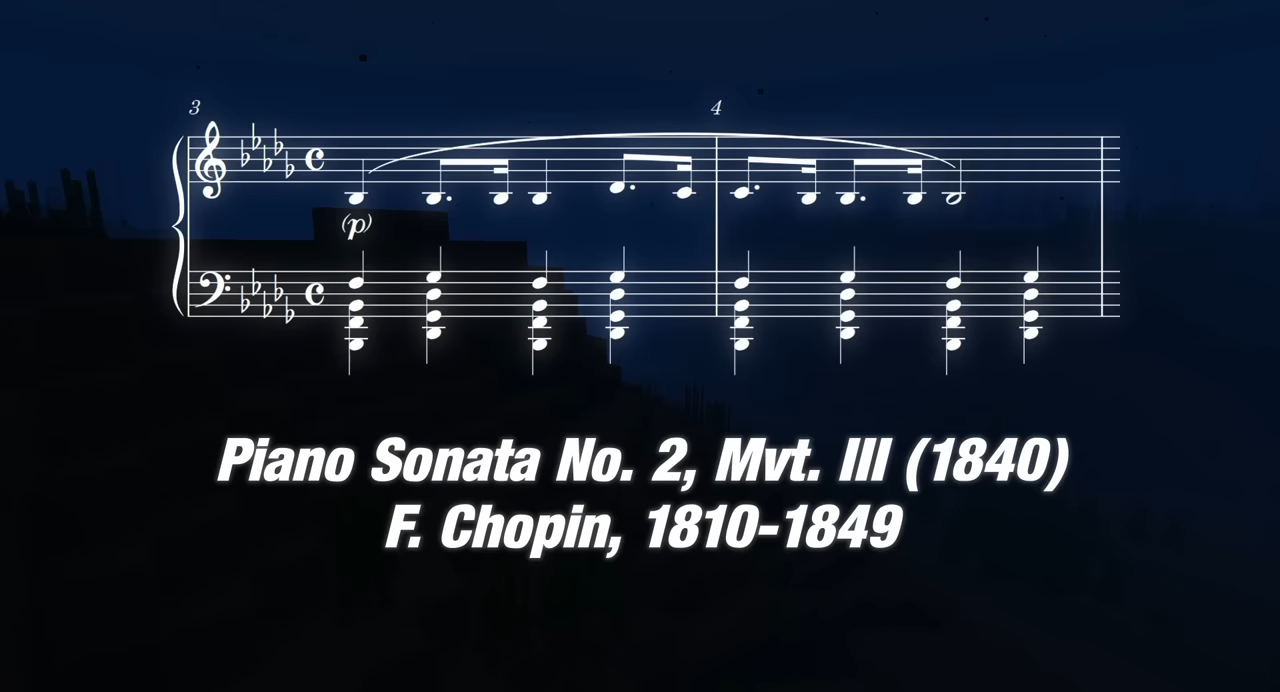 3 4
(p)
Piano Sonata No. 2, Mvt. III (1840)
F. Chopin, 1810-1849